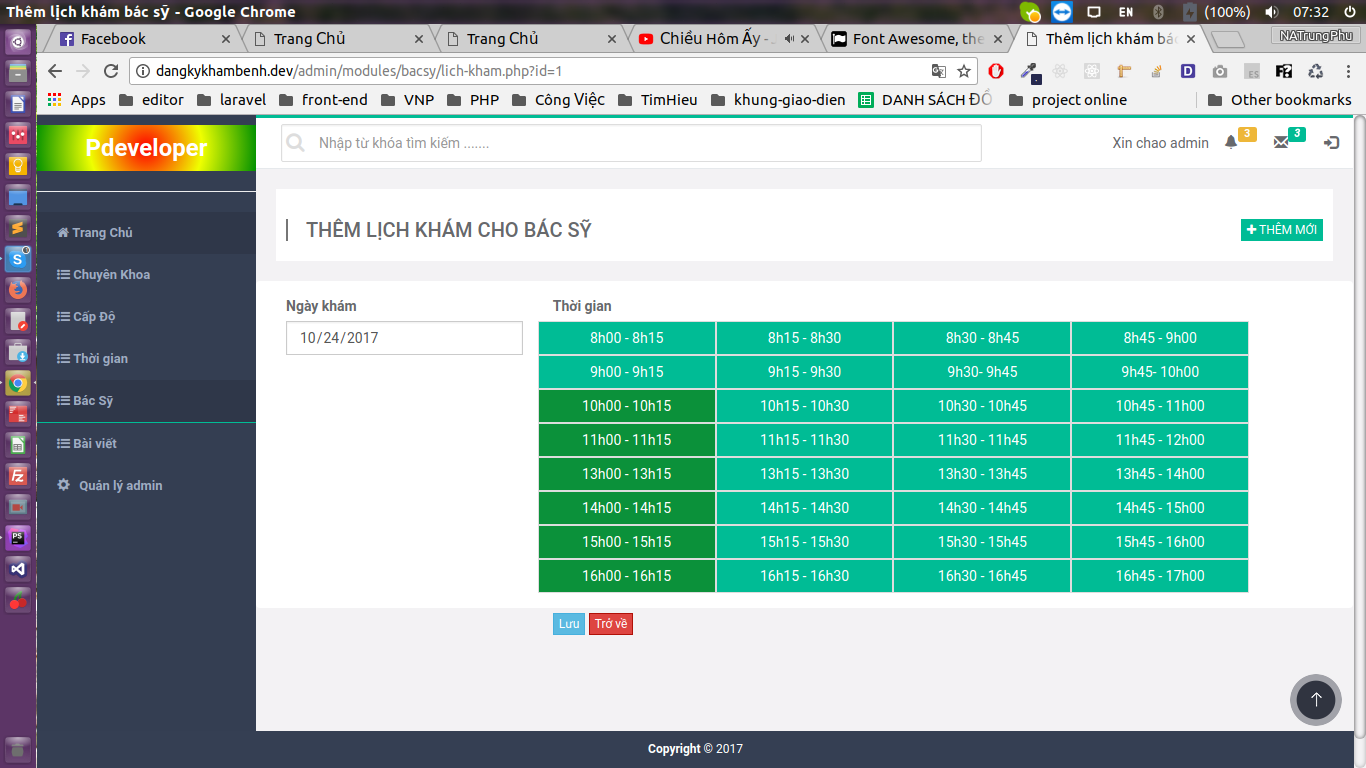 Thêm lịch khám bác sỹ - Google Chrome
EN
(100%)
07:32
Facebook
Trang Chủ
Trang Chủ
Chiều Hôm Ấy -
Font Awesome, the
Thêm lịch khám bác
NATrungPhu
dangkykhambenh.dev/admin/modules/bacsy/lich-kham.php?id=1
Apps
editor
laravel
front-end
VNP
PHP
Công Việc
TimHieu
khung-giao-dien
DANH SÁCH ĐỒ
project online
Other bookmarks
Pdeveloper
Nhập từ khóa tìm kiếm .......
Xin chao admin
3
3
Trang Chủ
Chuyên Khoa
Cấp Độ
Thời gian
Bác Sỹ
Bài viết
Quản lý admin
THÊM LỊCH KHÁM CHO BÁC SỸ
THÊM MỚI
Ngày khám
10/24/2017
Thời gian
8h00 - 8h15 8h15 - 8h30 8h30 - 8h45 8h45 - 9h00
9h00 - 9h15 9h15 - 9h30 9h30- 9h45 9h45- 10h00
10h00 - 10h15 10h15 - 10h30 10h30 - 10h45 10h45 - 11h00
11h00 - 11h15 11h15 - 11h30 11h30 - 11h45 11h45 - 12h00
13h00 - 13h15 13h15 - 13h30 13h30 - 13h45 13h45 - 14h00
14h00 - 14h15 14h15 - 14h30 14h30 - 14h45 14h45 - 15h00
15h00 - 15h15 15h15 - 15h30 15h30 - 15h45 15h45 - 16h00
16h00 - 16h15 16h15 - 16h30 16h30 - 16h45 16h45 - 17h00
Lưu
Trở về
Copyright © 2017